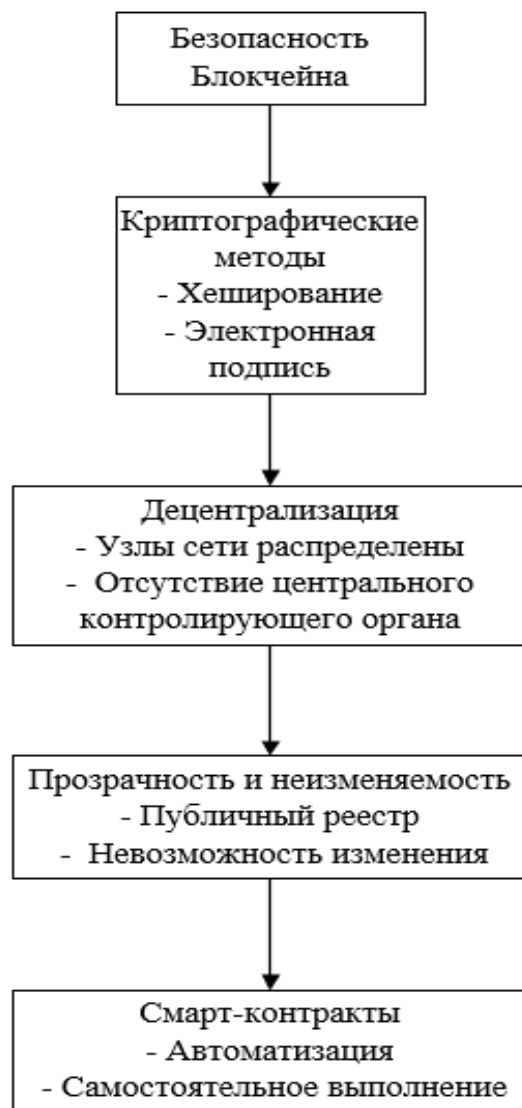 Безопасность
Блокчейна
Криптографические
методы
- Хеширование
- Электронная
подпись
Децентрализация
- Узлы сети распределены
- Отсутствие центрального
контролирующего органа
Прозрачность и неизменяемость
- Публичный реестр
- Невозможность изменения
Смарт-контракты
- Автоматизация
- Самостоятельное выполнение